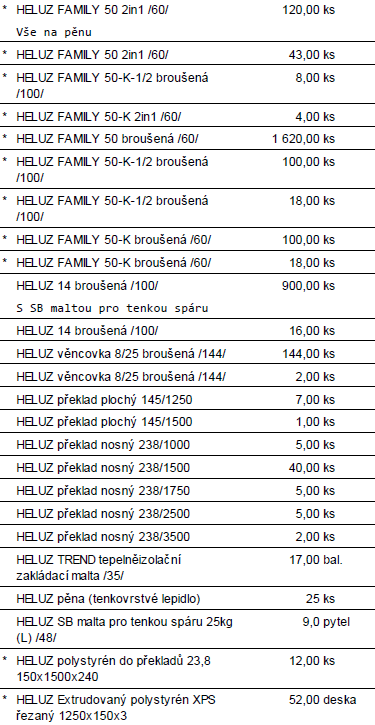 * HELUZ FAMILY 50 2in1 /60/ 120,00 ks
Vše na pěnu
* HELUZ FAMILY 50 2in1 /60/ 43,00 ks
* HELUZ FAMILY 50-K-1/2 broušená 8,00 ks
/100/
* HELUZ FAMILY 50-K 2in1 /60/ 4,00 ks
* HELUZ FAMILY 50 broušená /60/ 1 620,00 ks
* HELUZ FAMILY 50-K-1/2 broušená 100,00 ks
/100/
* HELUZ FAMILY 50-K-1/2 broušená 18,00 ks
/100/
* HELUZ FAMILY 50-K broušená /60/ 100,00 ks
* HELUZ FAMILY 50-K broušená /60/ 18,00 ks
HELUZ 14 broušená /100/ 900,00 ks
S SB maltou pro tenkou spáru
HELUZ 14 broušená /100/ 16,00 ks
HELUZ věncovka 8/25 broušená /144/ 144,00 ks
HELUZ věncovka 8/25 broušená /144/ 2,00 ks
HELUZ překlad plochý 145/1250 7,00 ks
HELUZ překlad plochý 145/1500 1,00 ks
HELUZ překlad nosný 238/1000 5,00 ks
HELUZ překlad nosný 238/1500 40,00 ks
HELUZ překlad nosný 238/1750 5,00 ks
HELUZ překlad nosný 238/2500 5,00 ks
HELUZ překlad nosný 238/3500 2,00 ks
HELUZ TREND tepelněizolační 17,00 bal.
zakládací malta /35/
HELUZ pěna (tenkovrstvé lepidlo) 25 ks
HELUZ SB malta pro tenkou spáru 25kg 9,0 pytel
(L) /48/
* HELUZ polystyrén do překladů 23,8 12,00 ks
150x1500x240
* HELUZ Extrudovaný polystyrén XPS 52,00 deska
řezaný 1250x150x3